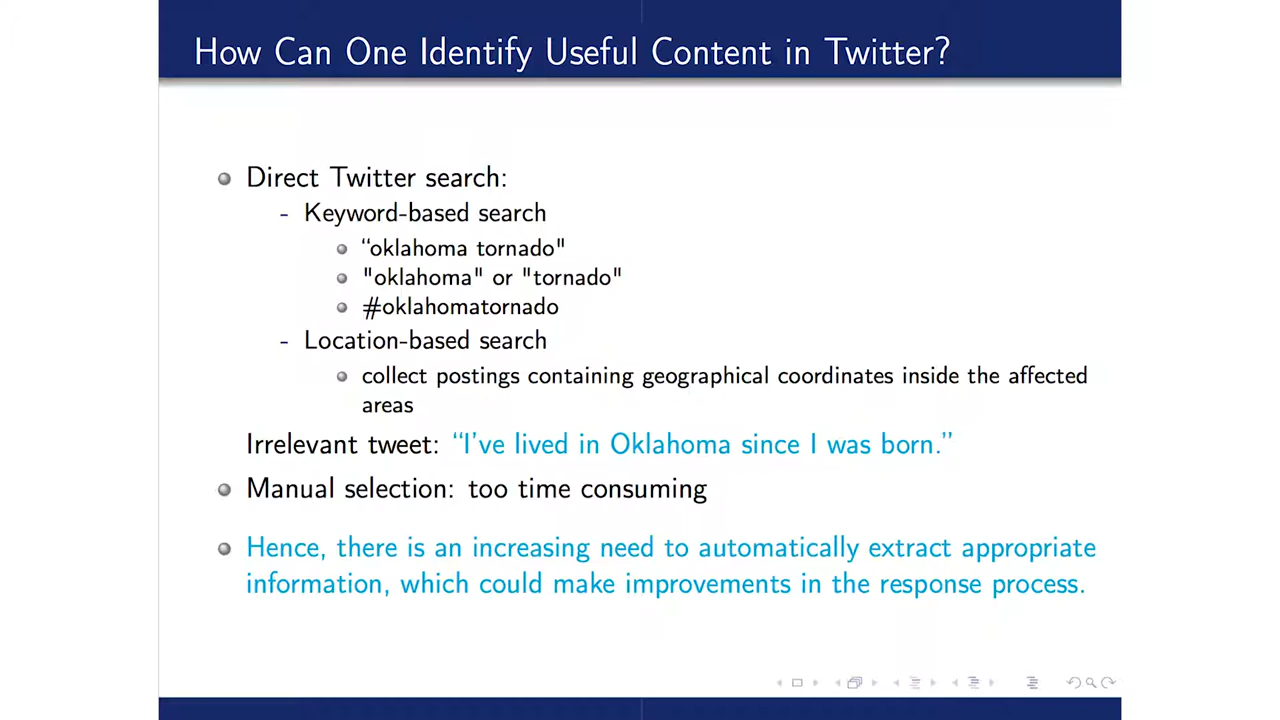 How Can One Identify Useful Content in Twitter?
Direct Twitter search:
- Keyword-based search
“oklahoma tornado"
"oklahoma" or "tornado"
#oklahomatornado
- Location-based search
collect postings containing geographical coordinates inside the affected
areas
Irrelevant tweet: “I’ve lived in Oklahoma since I was born.”
Manual selection: too time consuming
Hence, there is an increasing need to automatically extract appropriate
information, which could make improvements in the response process.